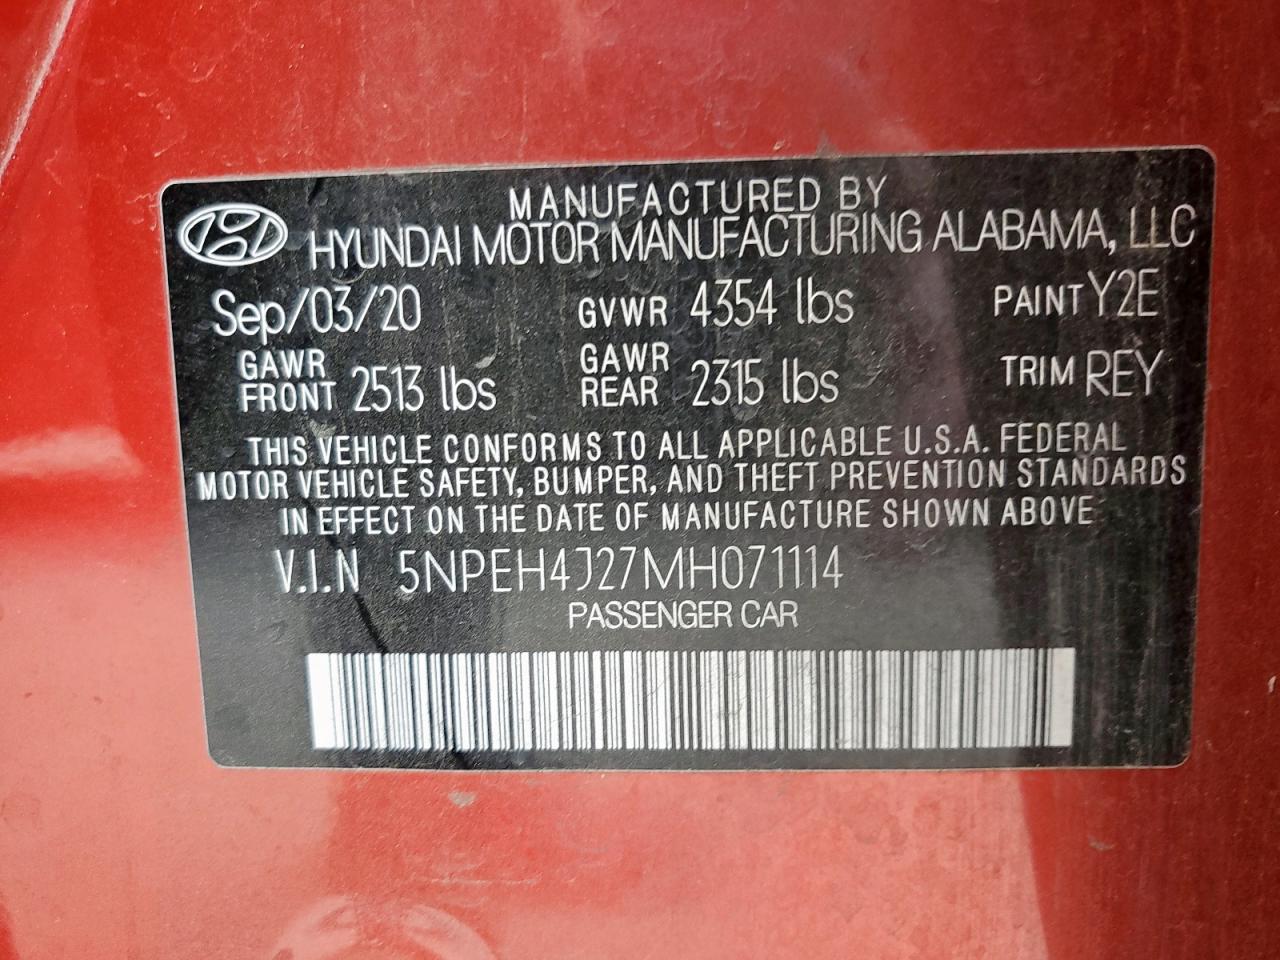 MANUFACTURED BY
HYUNDAI MOTOR MANUFACTURING ALABAMA, LLC
Sep/03/20 GVWR 4354 lbs PAINT Y2E
GAWR FRONT 2513 lbs GAWR REAR 2315 lbs TRIM REY
THIS VEHICLE CONFORMS TO ALL APPLICABLE U.S.A. FEDERAL
MOTOR VEHICLE SAFETY, BUMPER, AND THEFT PREVENTION STANDARDS
IN EFFECT ON THE DATE OF MANUFACTURE SHOWN ABOVE
V.I.N 5NPEH4J27MH071114
PASSENGER CAR